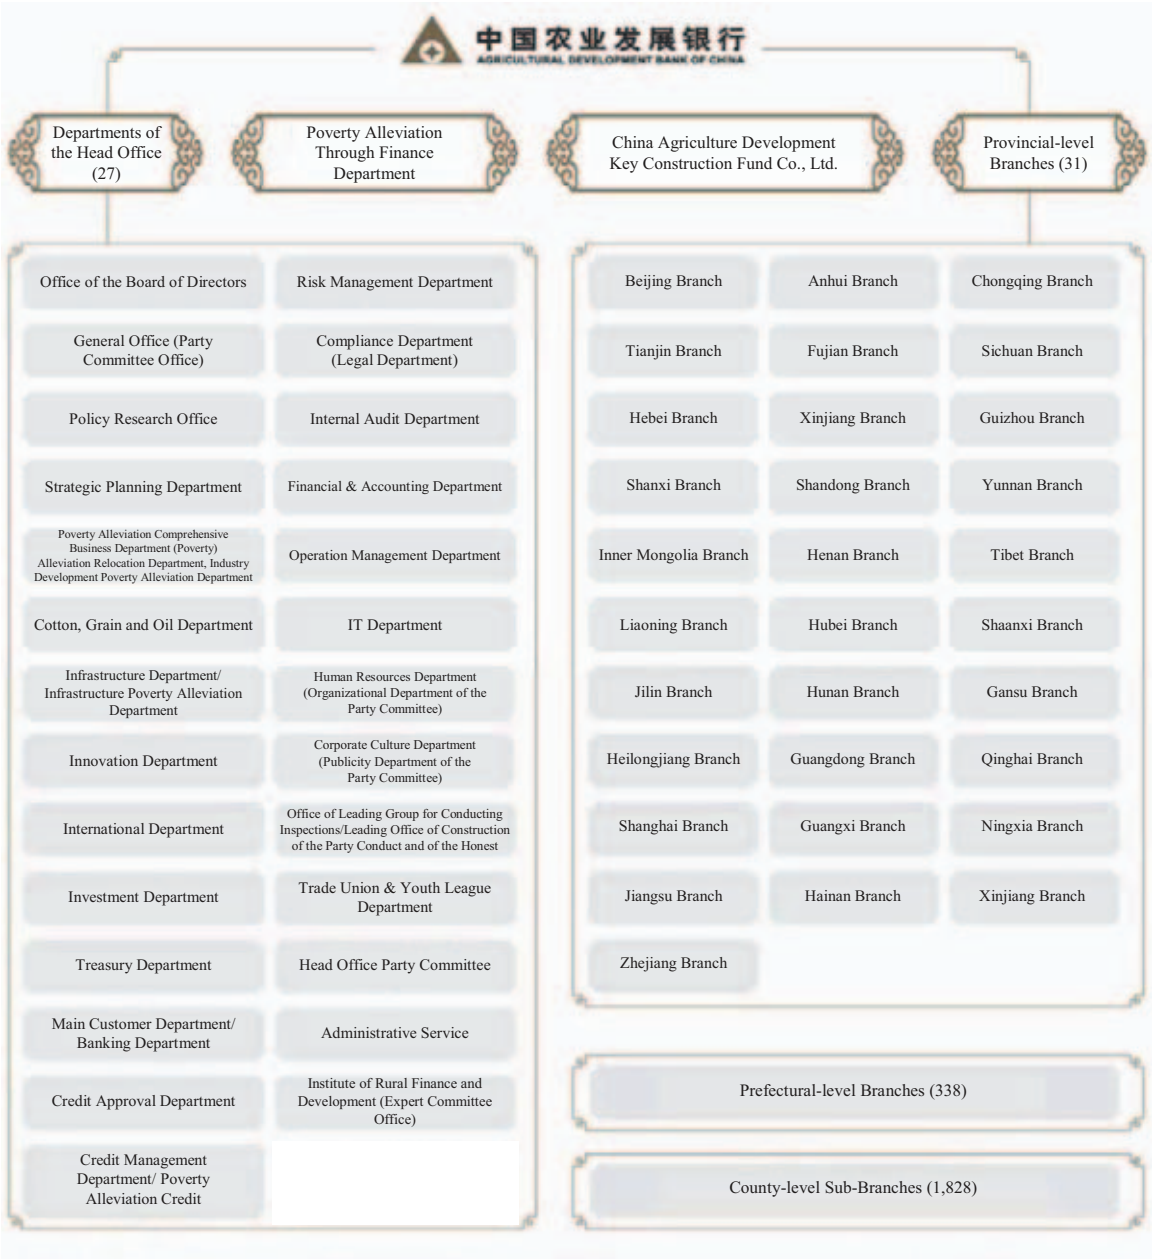 中国农业发展银行
AGRICULTURAL DEVELOPMENT BANK OF CHINA
Departments of
the Head Office
(27)
Poverty Alleviation
Through Finance
Department
China Agriculture Development
Key Construction Fund Co., Ltd.
Provincial-level
Branches (31)
Office of the Board of Directors
Risk Management Department
General Office (Party
Committee Office)
Compliance Department
(Legal Department)
Policy Research Office
Internal Audit Department
Strategic Planning Department
Financial & Accounting Department
Poverty Alleviation Comprehensive
Business Department (Poverty)
Alleviation Relocation Department, Industry
Development Poverty Alleviation Department
Operation Management Department
Cotton, Grain and Oil Department
IT Department
Infrastructure Department/
Infrastructure Poverty Alleviation
Department
Human Resources Department
(Organizational Department of the
Party Committee)
Innovation Department
Corporate Culture Department
(Publicity Department of the
Party Committee)
International Department
Office of Leading Group for Conducting
Inspections/Leading Office of Construction
of the Party Conduct and of the Honest
Investment Department
Trade Union & Youth League
Department
Treasury Department
Head Office Party Committee
Main Customer Department/
Banking Department
Administrative Service
Credit Approval Department
Institute of Rural Finance and
Development (Expert Committee
Office)
Credit Management
Department/ Poverty
Alleviation Credit
Beijing Branch
Anhui Branch
Chongqing Branch
Tianjin Branch
Fujian Branch
Sichuan Branch
Hebei Branch
Xinjiang Branch
Guizhou Branch
Shanxi Branch
Shandong Branch
Yunnan Branch
Inner Mongolia Branch
Henan Branch
Tibet Branch
Liaoning Branch
Hubei Branch
Shaanxi Branch
Jilin Branch
Hunan Branch
Gansu Branch
Heilongjiang Branch
Guangdong Branch
Qinghai Branch
Shanghai Branch
Guangxi Branch
Ningxia Branch
Jiangsu Branch
Hainan Branch
Xinjiang Branch
Zhejiang Branch
Prefectural-level Branches (338)
County-level Sub-Branches (1,828)